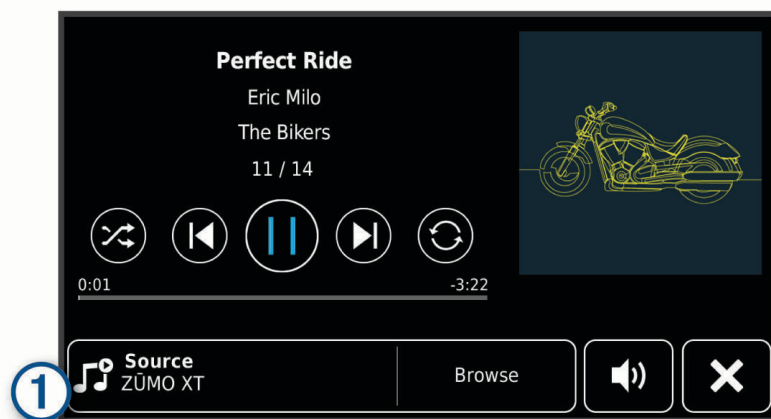 Perfect Ride
Eric Milo
The Bikers
11 / 14
0:01 -3:22
Source
ZŪMO XT
Browse
1